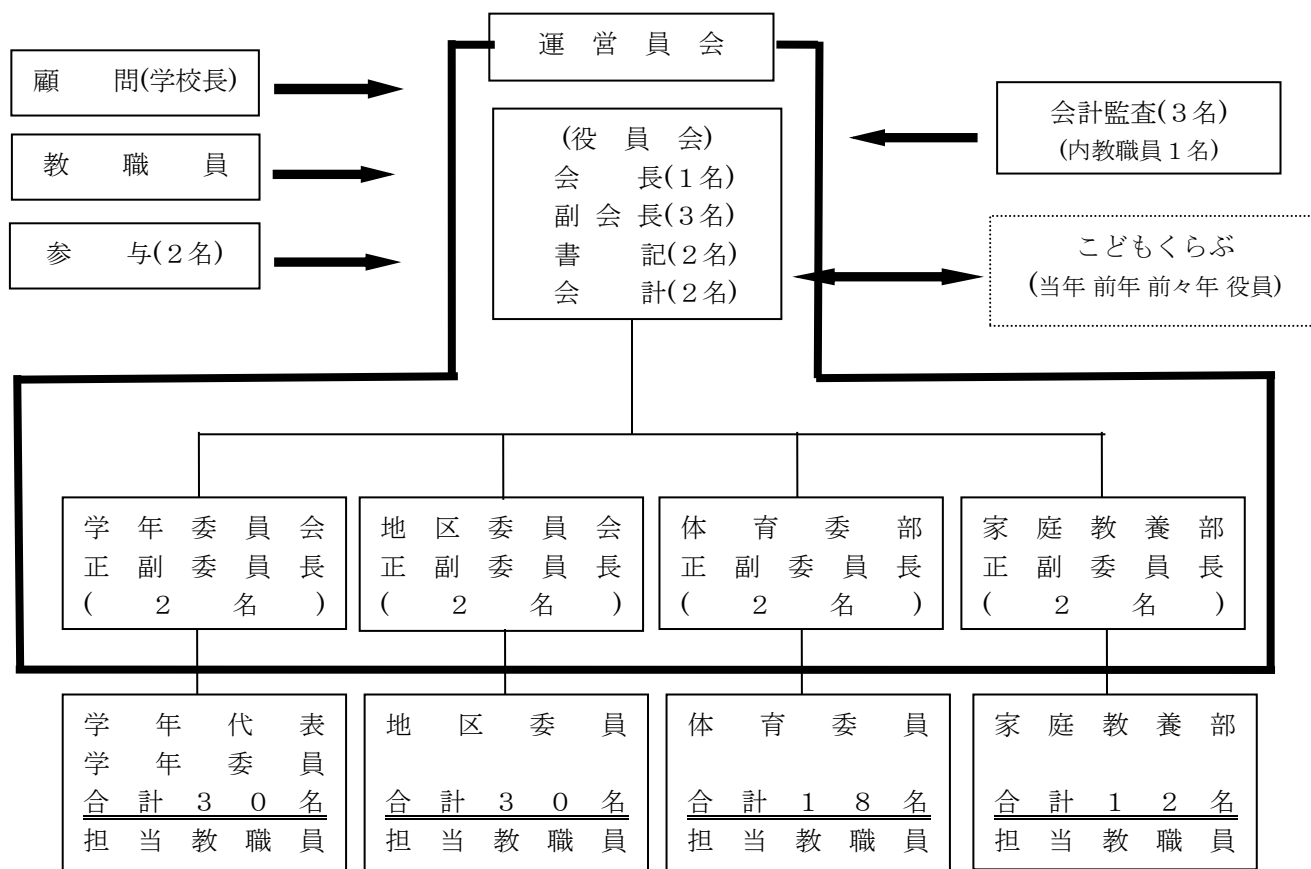 運営員会
顧問(学校長)
教職員
参与(2名)
(役員会)
会長(1名)
副会長(3名)
書記(2名)
会計(2名)
会計監査(3名)
(内教職員1名)
こどもくらぶ
(当年 前年 前々年 役員)
学年委員会
正副委員長
(2名)
地区委員会
正副委員長
(2名)
体育委部
正副委員長
(2名)
家庭教養部
正副委員長
(2名)
学年代表
学年委員
合計30名
担当教職員
地区委員
合計30名
担当教職員
体育委員
合計18名
担当教職員
家庭教養部
合計12名
担当教職員